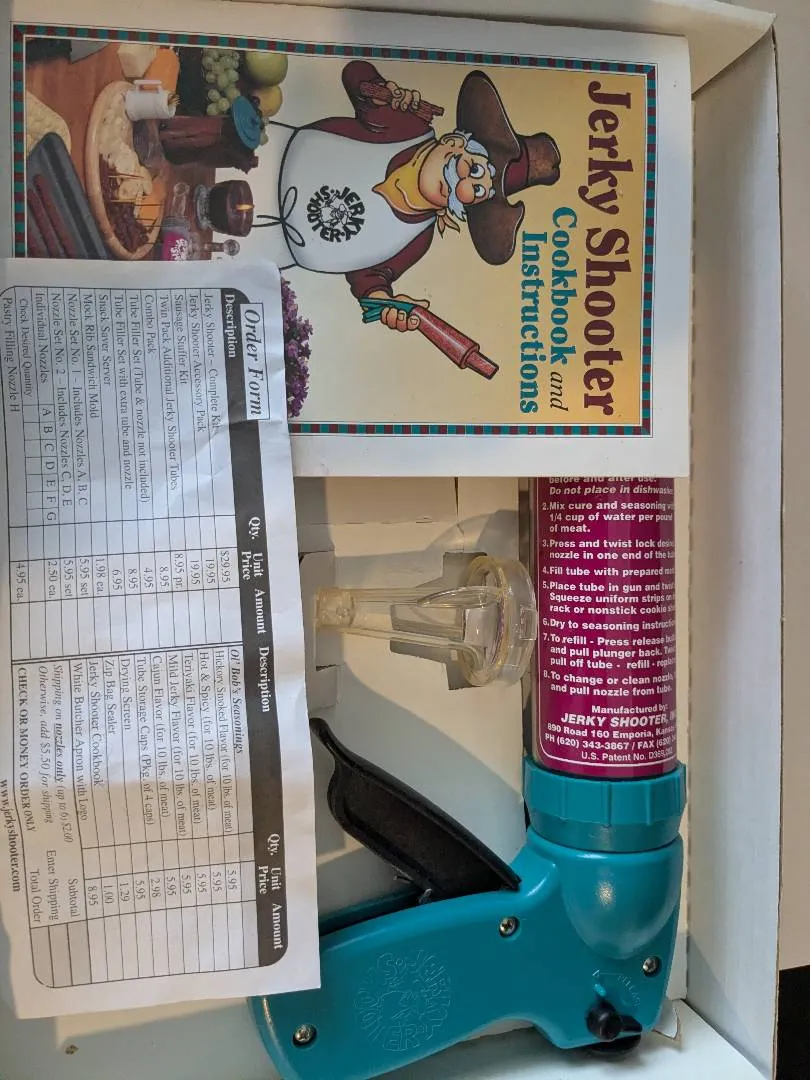 Jerky Shooter
Cookbook and
Instructions
JERKY
SHOOTER
before and after use.
Do not place in dishwasher
2. Mix cure and seasoning
1/4 cup of water per pound
of meat.
3. Press and twist lock
nozzle in one end of the
4. Fill tube with prepared
5. Place tube in gun and
Squeeze uniform strips on
rack or nonstick cookie
6. Dry to seasoning
7. To refill - Press release
and pull plunger back.
pull off tube - refill -
8. To change or clean nozzle,
and pull nozzle from tube.
Manufactured by:
JERKY SHOOTER,
890 Road 160 Emporia,
PH (620) 343-3867 / FAX (620)
U.S. Patent No.
Order Form
Description Qty. Unit Price Amount
Jerky Shooter - Complete Kit $29.95
Jerky Shooter Accessory Pack 19.95
Sausage Stuffer Kit 19.95
Twin Pack Additional Jerky Shooter Tubes 8.95 pr.
Combo Pack 8.95
Tube Filler Set (Tube & nozzle not included) 4.95
Tube Filler Set with extra tube and nozzle 8.95
Snack Saver Server 6.95
Mock Rib Sandwich Mold 1.98 ea.
Nozzle Set No. 1 - Includes Nozzles A, B, C 5.95 set
Nozzle Set No. 2 - Includes Nozzles C, D, E 5.95 set
Individual Nozzles A B C D E F G 2.50 ea.
Check Desired Quantity
Pastry Filling Nozzle H 4.95 ea.
Description Qty. Unit Price Amount
Ol' Bob's Seasonings
Hickory Smoked Flavor (for 10 lbs. of meat) 5.95
Hot & Spicy (for 10 lbs. of meat) 5.95
Teriyaki Flavor (for 10 lbs. of meat) 5.95
Mild Jerky Flavor (for 10 lbs. of meat) 5.95
Cajun Flavor (for 10 lbs. of meat) 5.95
Tube Storage Caps (Pkg. of 4 caps) 2.98
Drying Screen 5.95
Zip Bag Sealer 1.29
Jerky Shooter Cookbook 1.00
White Butcher Apron with Logo 8.95
Subtotal
Shipping on nozzles only (up to 6) $2.00
Otherwise, add $5.50 for shipping Enter Shipping
CHECK OR MONEY ORDER ONLY Total Order
www.jerkyshooter.com
JERKY
SHOOTER
RELEASE